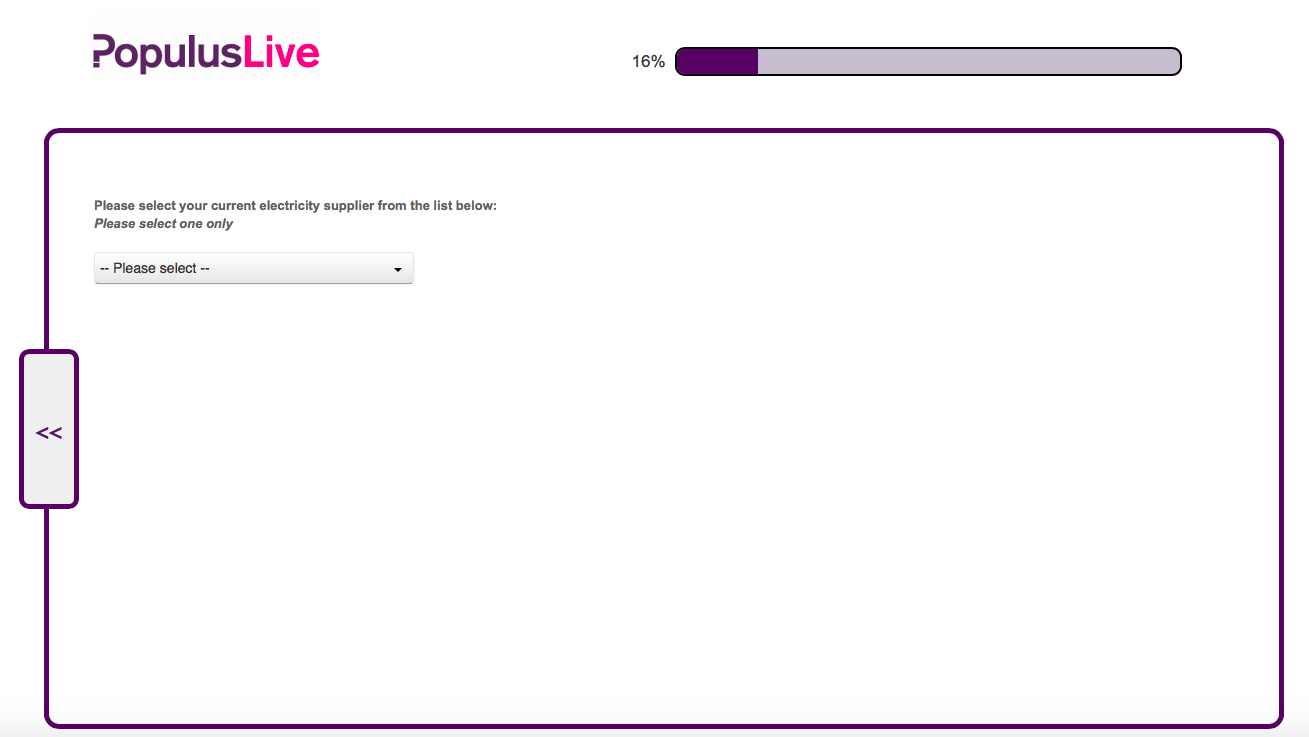 PopulusLive
16%
Please select your current electricity supplier from the list below:
Please select one only
-- Please select --
<<